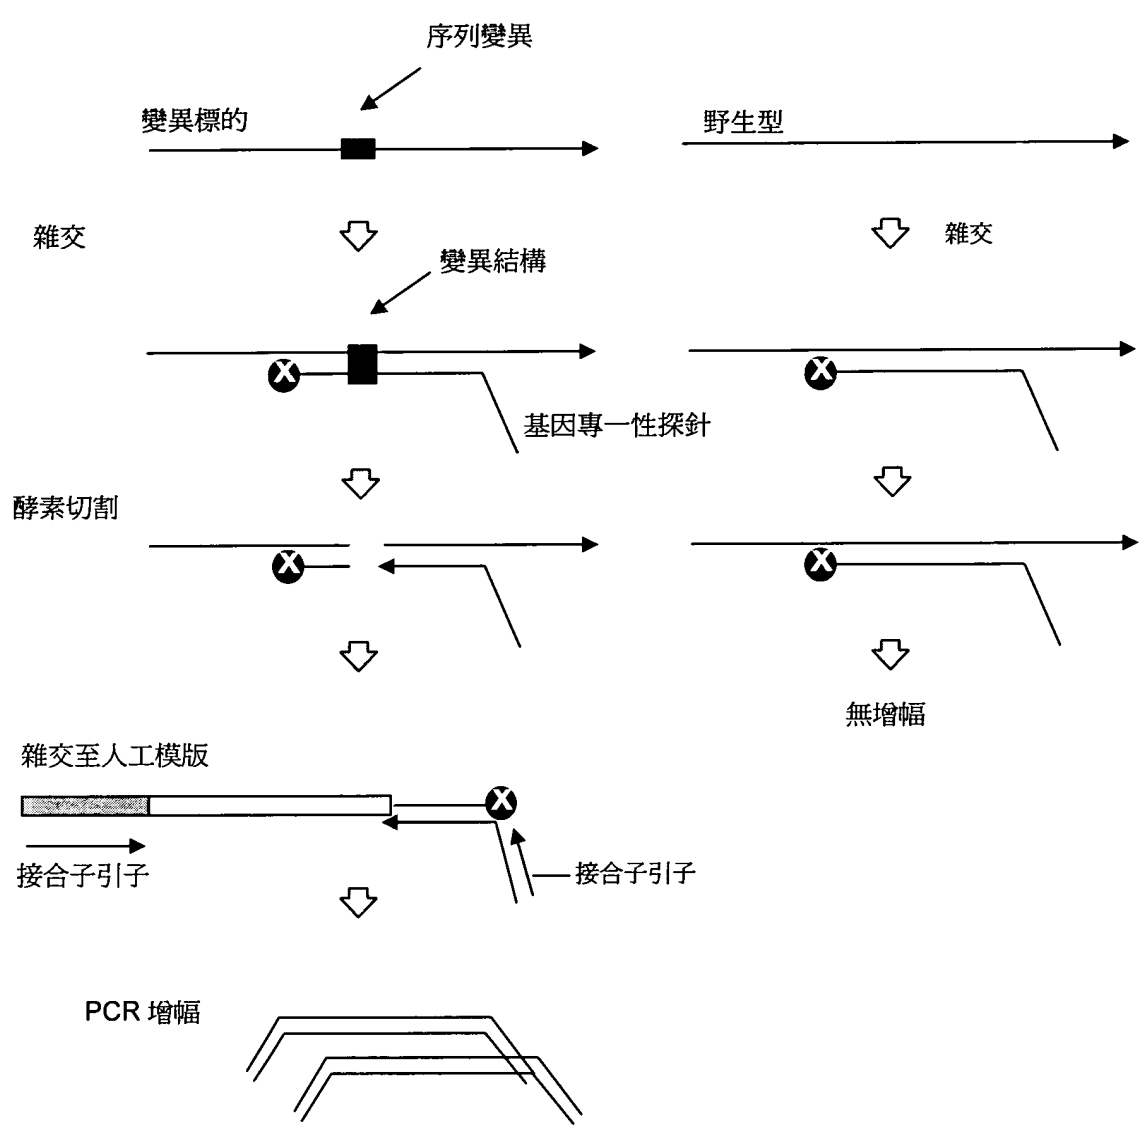 序列變異
變異標的
野生型
雜交
雜交
變異結構
X
X
基因專一性探針
酵素切割
X
X
無增幅
雜交至人工模版
X
接合子引子
接合子引子
PCR 增幅